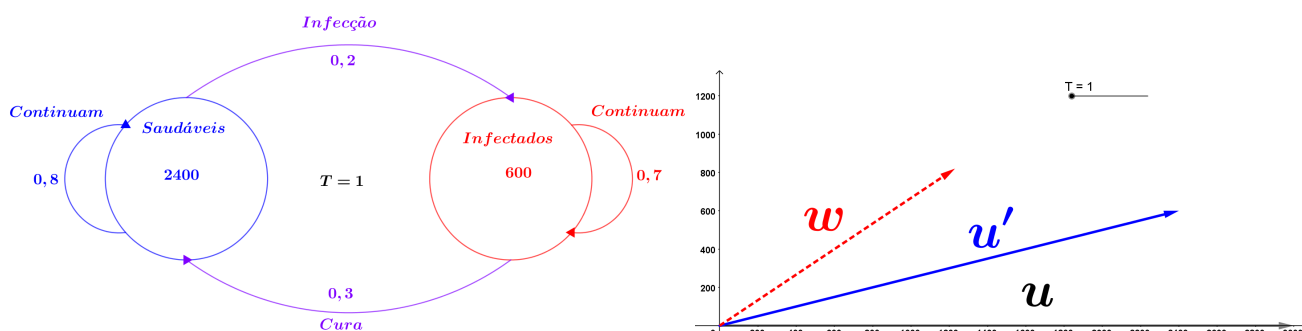 Infecção
0, 2
Continuam
Saudáveis
2400
0, 8
T = 1
Infectados
600
Continuam
0, 7
0, 3
Cura
T = 1
1200
1000
800
600
400
200
w
u'
u